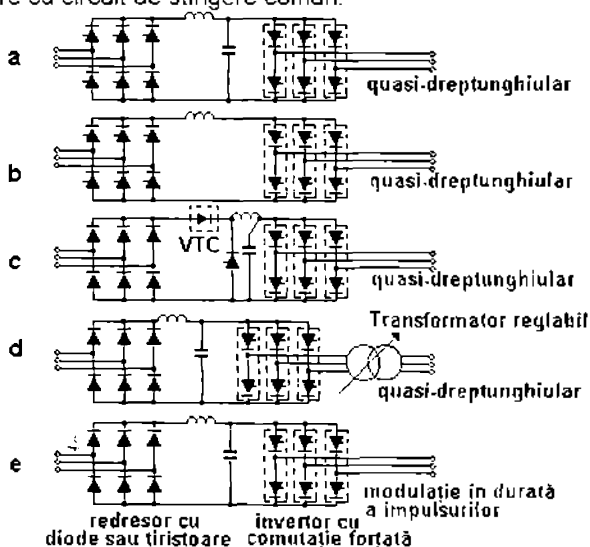 re cu circuit de stingere comun.
a
quasi-dreptunghiular
b
quasi-dreptunghiular
VTC
c
quasi-dreptunghiular
Transformator reglabil
d
quasi-dreptunghiular
e
modulație în durată
a impulsurilor
redresor cu invertor cu
diode sau tiristoare comutație forțată